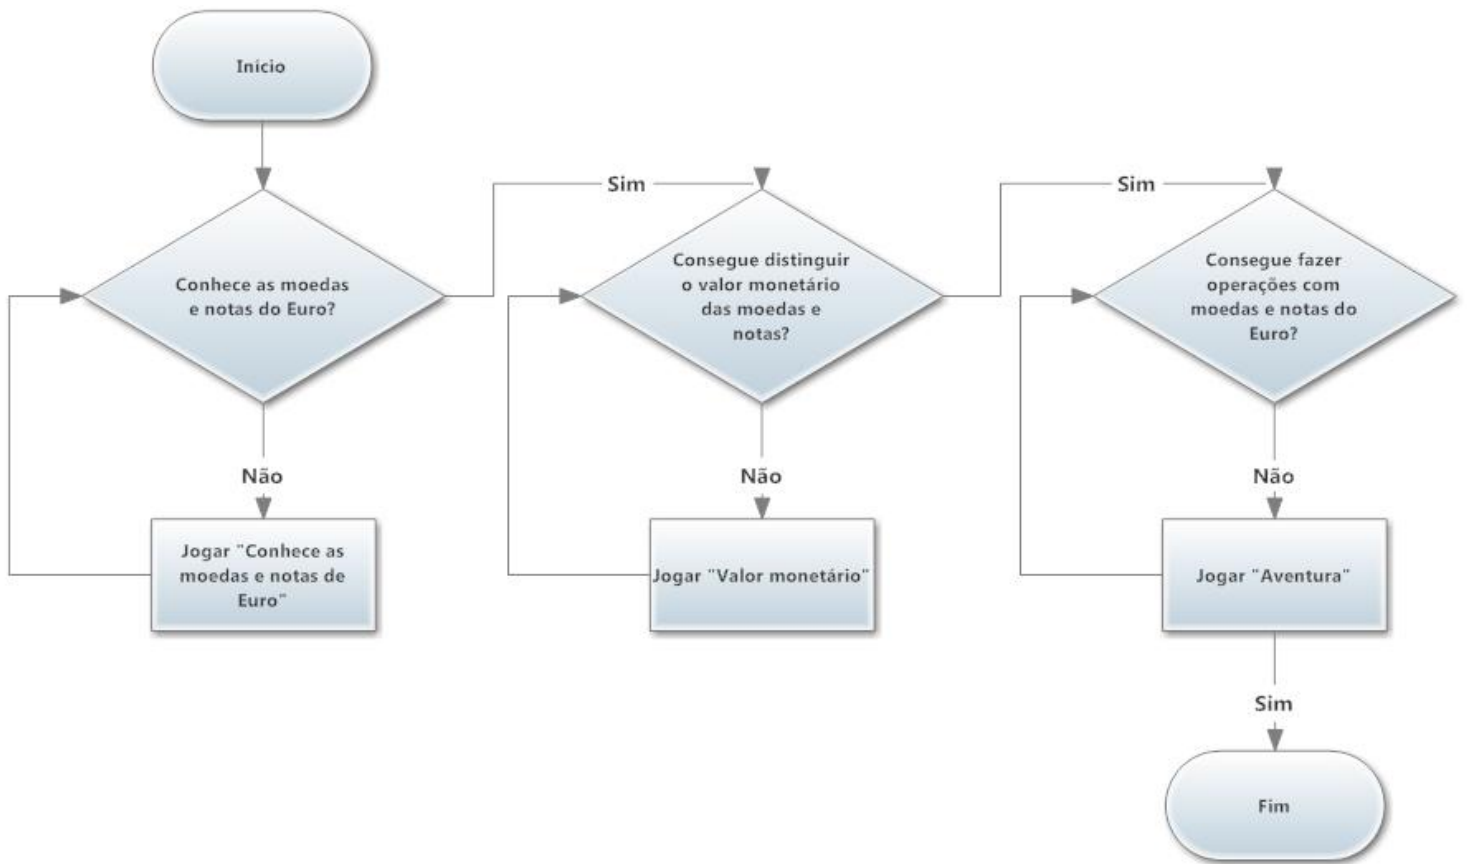 Início
Sim
Sim
Conhece as moedas
e notas do Euro?
Consegue distinguir
o valor monetário
das moedas e
notas?
Consegue fazer
operações com
moedas e notas do
Euro?
Não
Não
Não
Jogar "Conhece as
moedas e notas de
Euro"
Jogar "Valor monetário"
Jogar "Aventura"
Sim
Fim